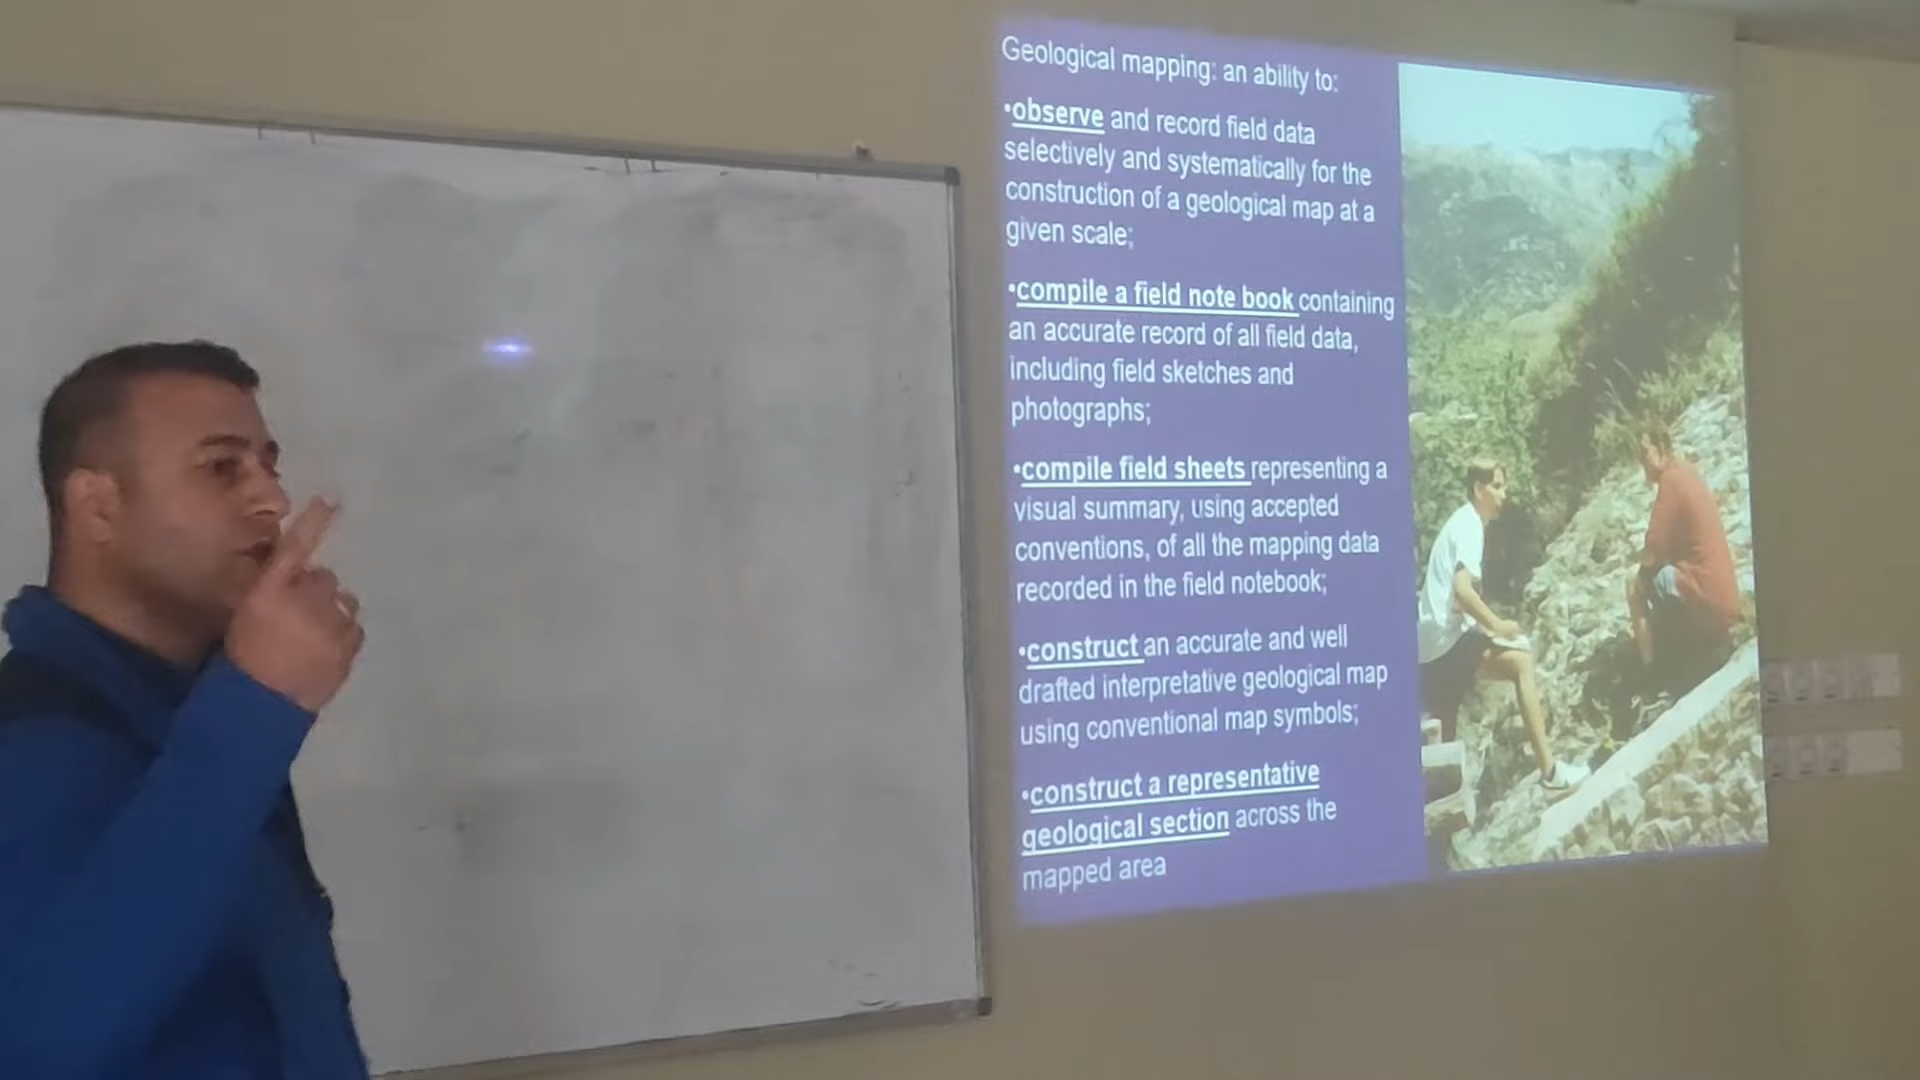 Geological mapping: an ability to:
•observe and record field data
selectively and systematically for the
construction of a geological map at a
given scale;
•compile a field note book containing
an accurate record of all field data,
including field sketches and
photographs;
•compile field sheets representing a
visual summary, using accepted
conventions, of all the mapping data
recorded in the field notebook;
•construct an accurate and well
drafted interpretative geological map
using conventional map symbols;
•construct a representative
geological section across the
mapped area